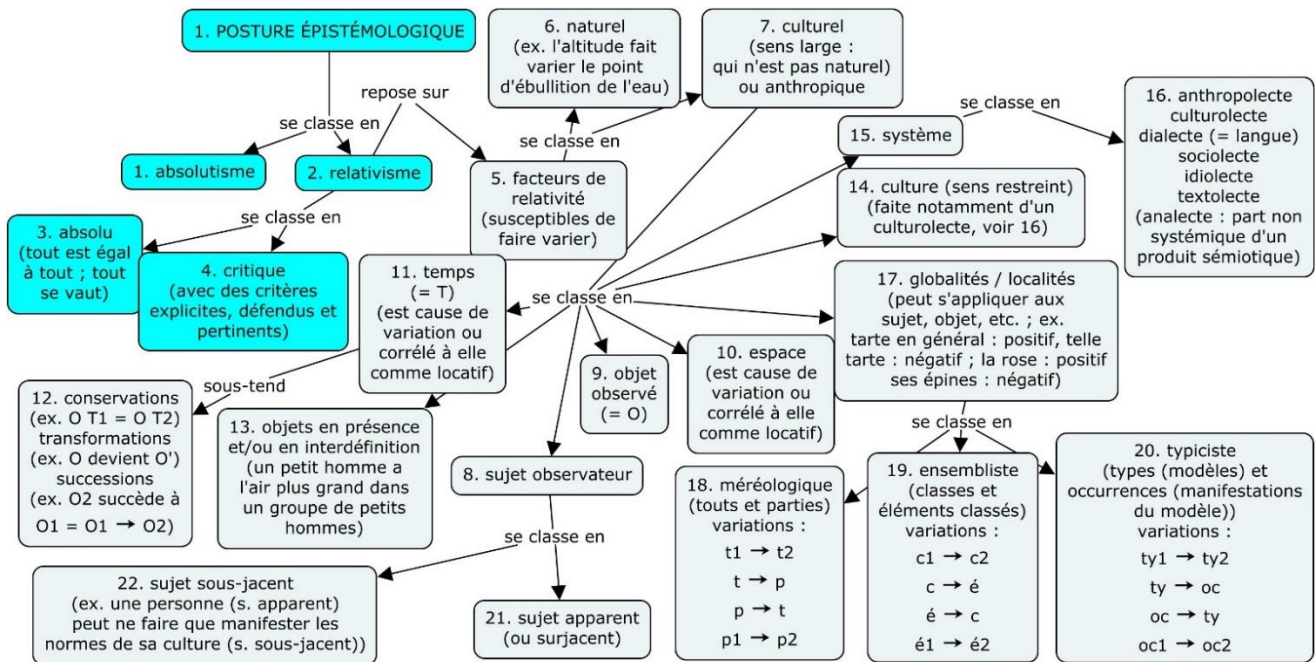 1. POSTURE ÉPISTÉMOLOGIQUE
se classe en
repose sur
1. absolutisme
2. relativisme
se classe en
3. absolu
(tout est égal
à tout ; tout
se vaut)
4. critique
(avec des critères
explicites, défendus et
pertinents)
5. facteurs de
relativité
(susceptibles de
faire varier)
se classe en
6. naturel
(ex. l'altitude fait
varier le point
d'ébullition de l'eau)
7. culturel
(sens large :
qui n'est pas naturel)
ou anthropique
se classe en
15. système
se classe en
16. anthropolecte
culturolecte
dialecte (= langue)
sociolecte
idiolecte
textolecte
(analecte : part non
systémique d'un
produit sémiotique)
14. culture (sens restreint)
(faite notamment d'un
culturolecte, voir 16)
11. temps
(= T)
(est cause de
variation ou
corrélé à elle
comme locatif)
sous-tend
12. conservations
(ex. O T1 = O T2)
transformations
(ex. O devient O')
successions
(ex. O2 succède à
O1 = O1 → O2)
13. objets en présence
et/ou en interdéfinition
(un petit homme a
l'air plus grand dans
un groupe de petits
hommes)
8. sujet observateur
se classe en
22. sujet sous-jacent
(ex. une personne (s. apparent)
peut ne faire que manifester les
normes de sa culture (s. sous-jacent))
21. sujet apparent
(ou surjacent)
9. objet
observé
(= O)
10. espace
(est cause de
variation ou
corrélé à elle
comme locatif)
17. globalités / localités
(peut s'appliquer aux
sujet, objet, etc. ; ex.
tarte en général : positif, telle
tarte : négatif ; la rose : positif
ses épines : négatif)
se classe en
18. méréologique
(touts et parties)
variations :
t1 → t2
t → p
p → t
p1 → p2
19. ensembliste
(classes et
éléments classés)
variations :
c1 → c2
c → é
é → c
é1 → é2
20. typiciste
(types (modèles) et
occurrences (manifestations
du modèle))
variations :
ty1 → ty2
ty → oc
oc → ty
oc1 → oc2